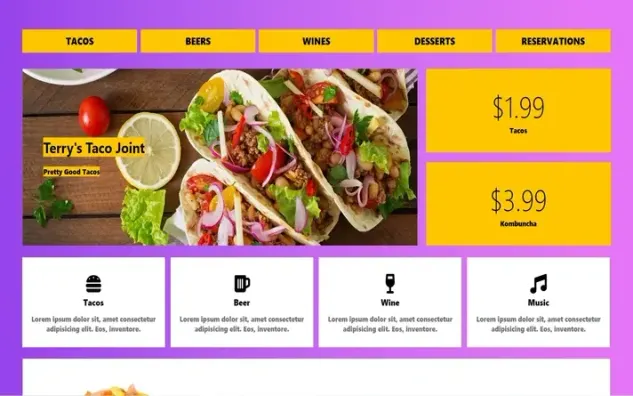 TACOS
BEERS
WINES
DESSERTS
RESERVATIONS
Terry's Taco Joint
Pretty Good Tacos
$1.99
Tacos
$3.99
Kombuncha
Tacos
Lorem ipsum dolor sit, amet consectetur
adipisicing elit. Eos, inventore.
Beer
Lorem ipsum dolor sit, amet consectetur
adipisicing elit. Eos, inventore.
Wine
Lorem ipsum dolor sit, amet consectetur
adipisicing elit. Eos, inventore.
Music
Lorem ipsum dolor sit, amet consectetur
adipisicing elit. Eos, inventore.